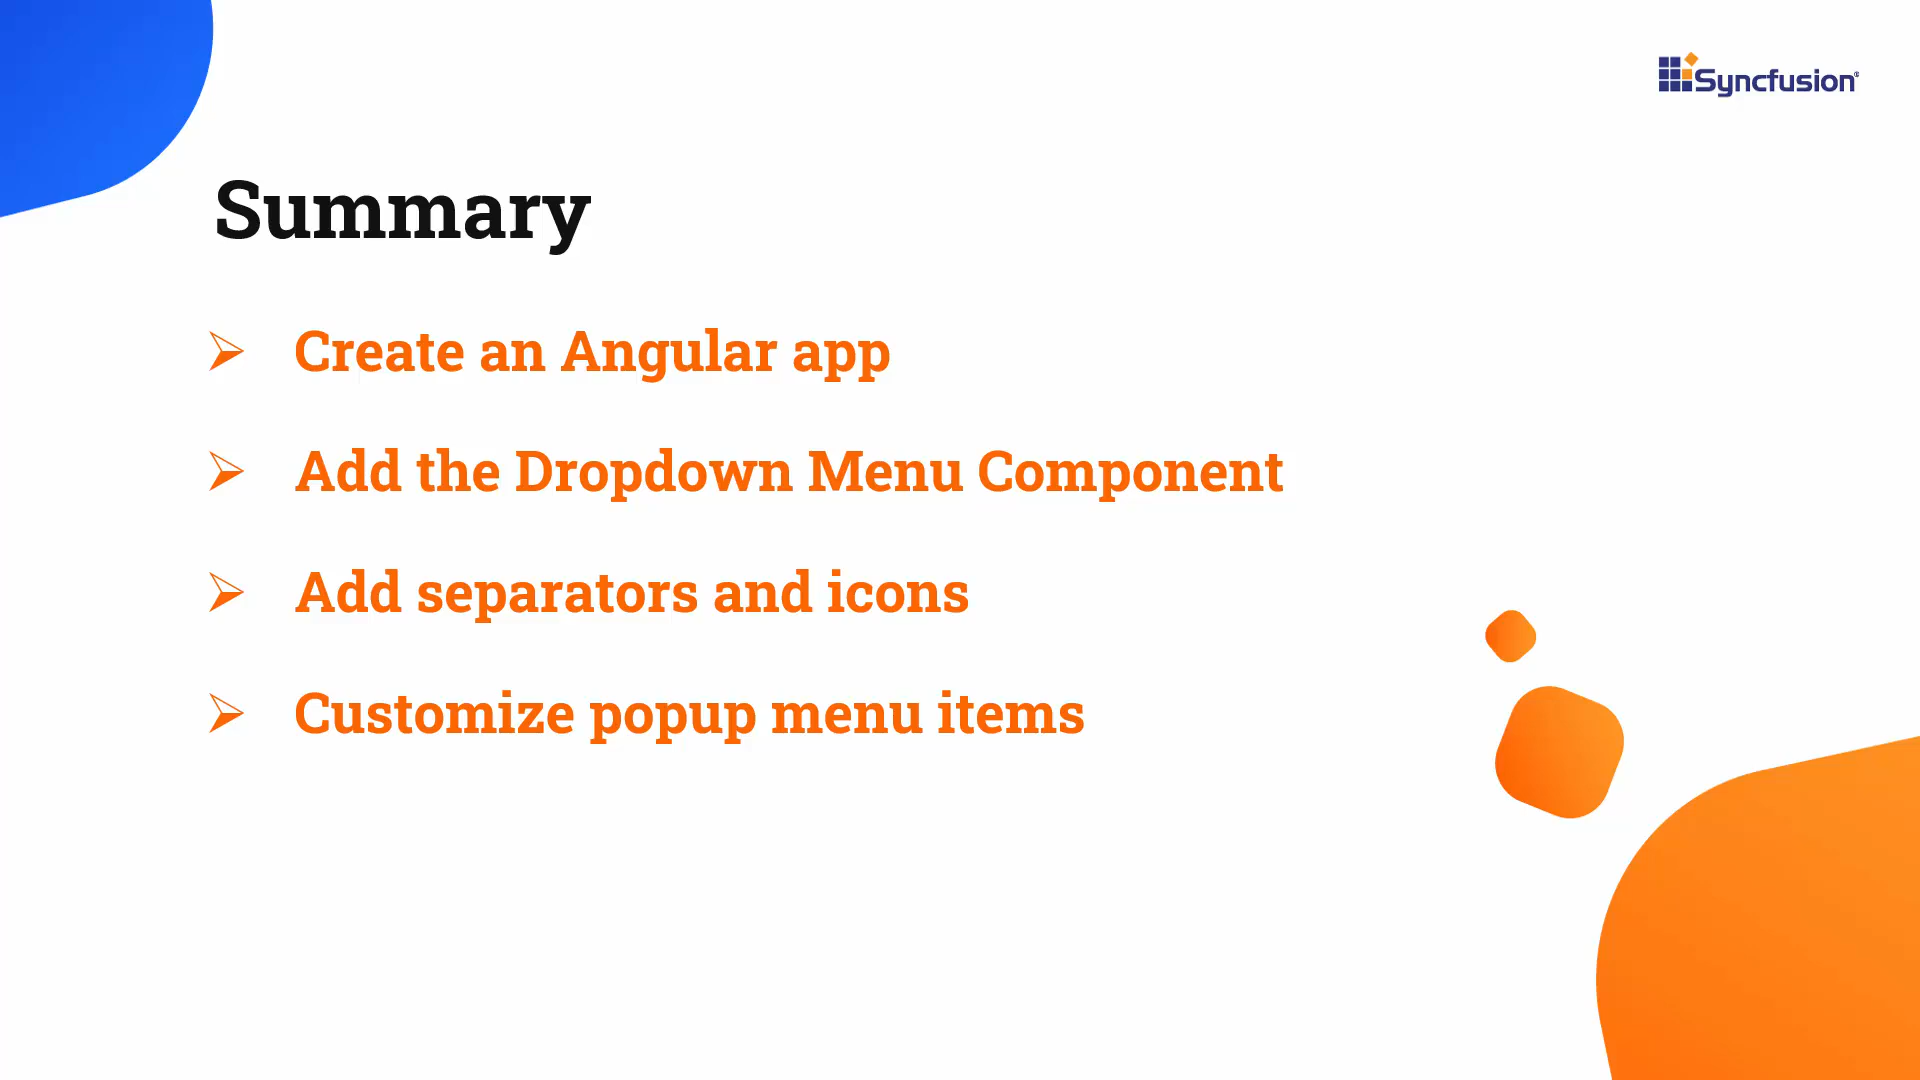 Syncfusion®
Summary
➢ Create an Angular app
➢ Add the Dropdown Menu Component
➢ Add separators and icons
➢ Customize popup menu items